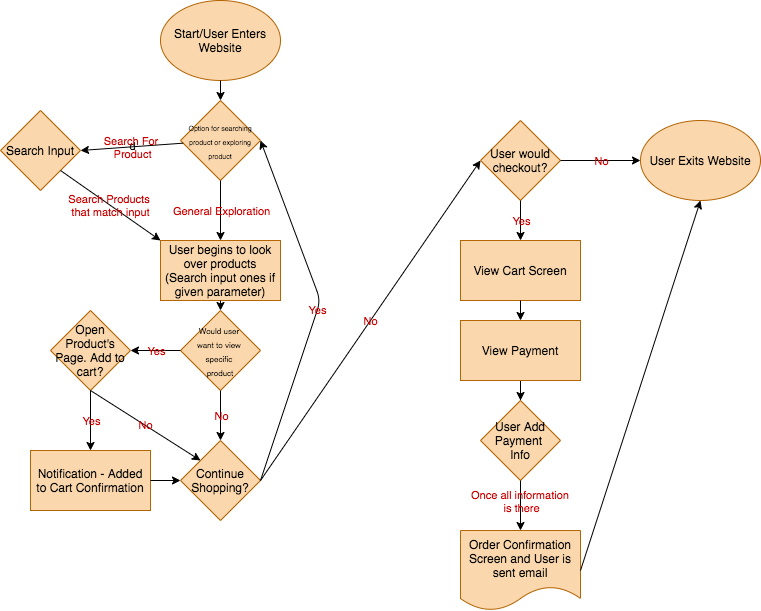 Start/User Enters
Website
Option for searching
product or exploring
product
Search For
Product
g
Search Input
Search Products
that match input
General Exploration
User begins to look
over products
(Search input ones if
given parameter)
Would user
want to view
specific
product
Yes
Open
Product's
Page. Add to
cart?
No
Yes
No
Notification - Added
to Cart Confirmation
Continue
Shopping?
Yes
No
User would
checkout?
No
User Exits Website
Yes
View Cart Screen
View Payment
User Add
Payment
Info
Once all information
is there
Order Confirmation
Screen and User is
sent email